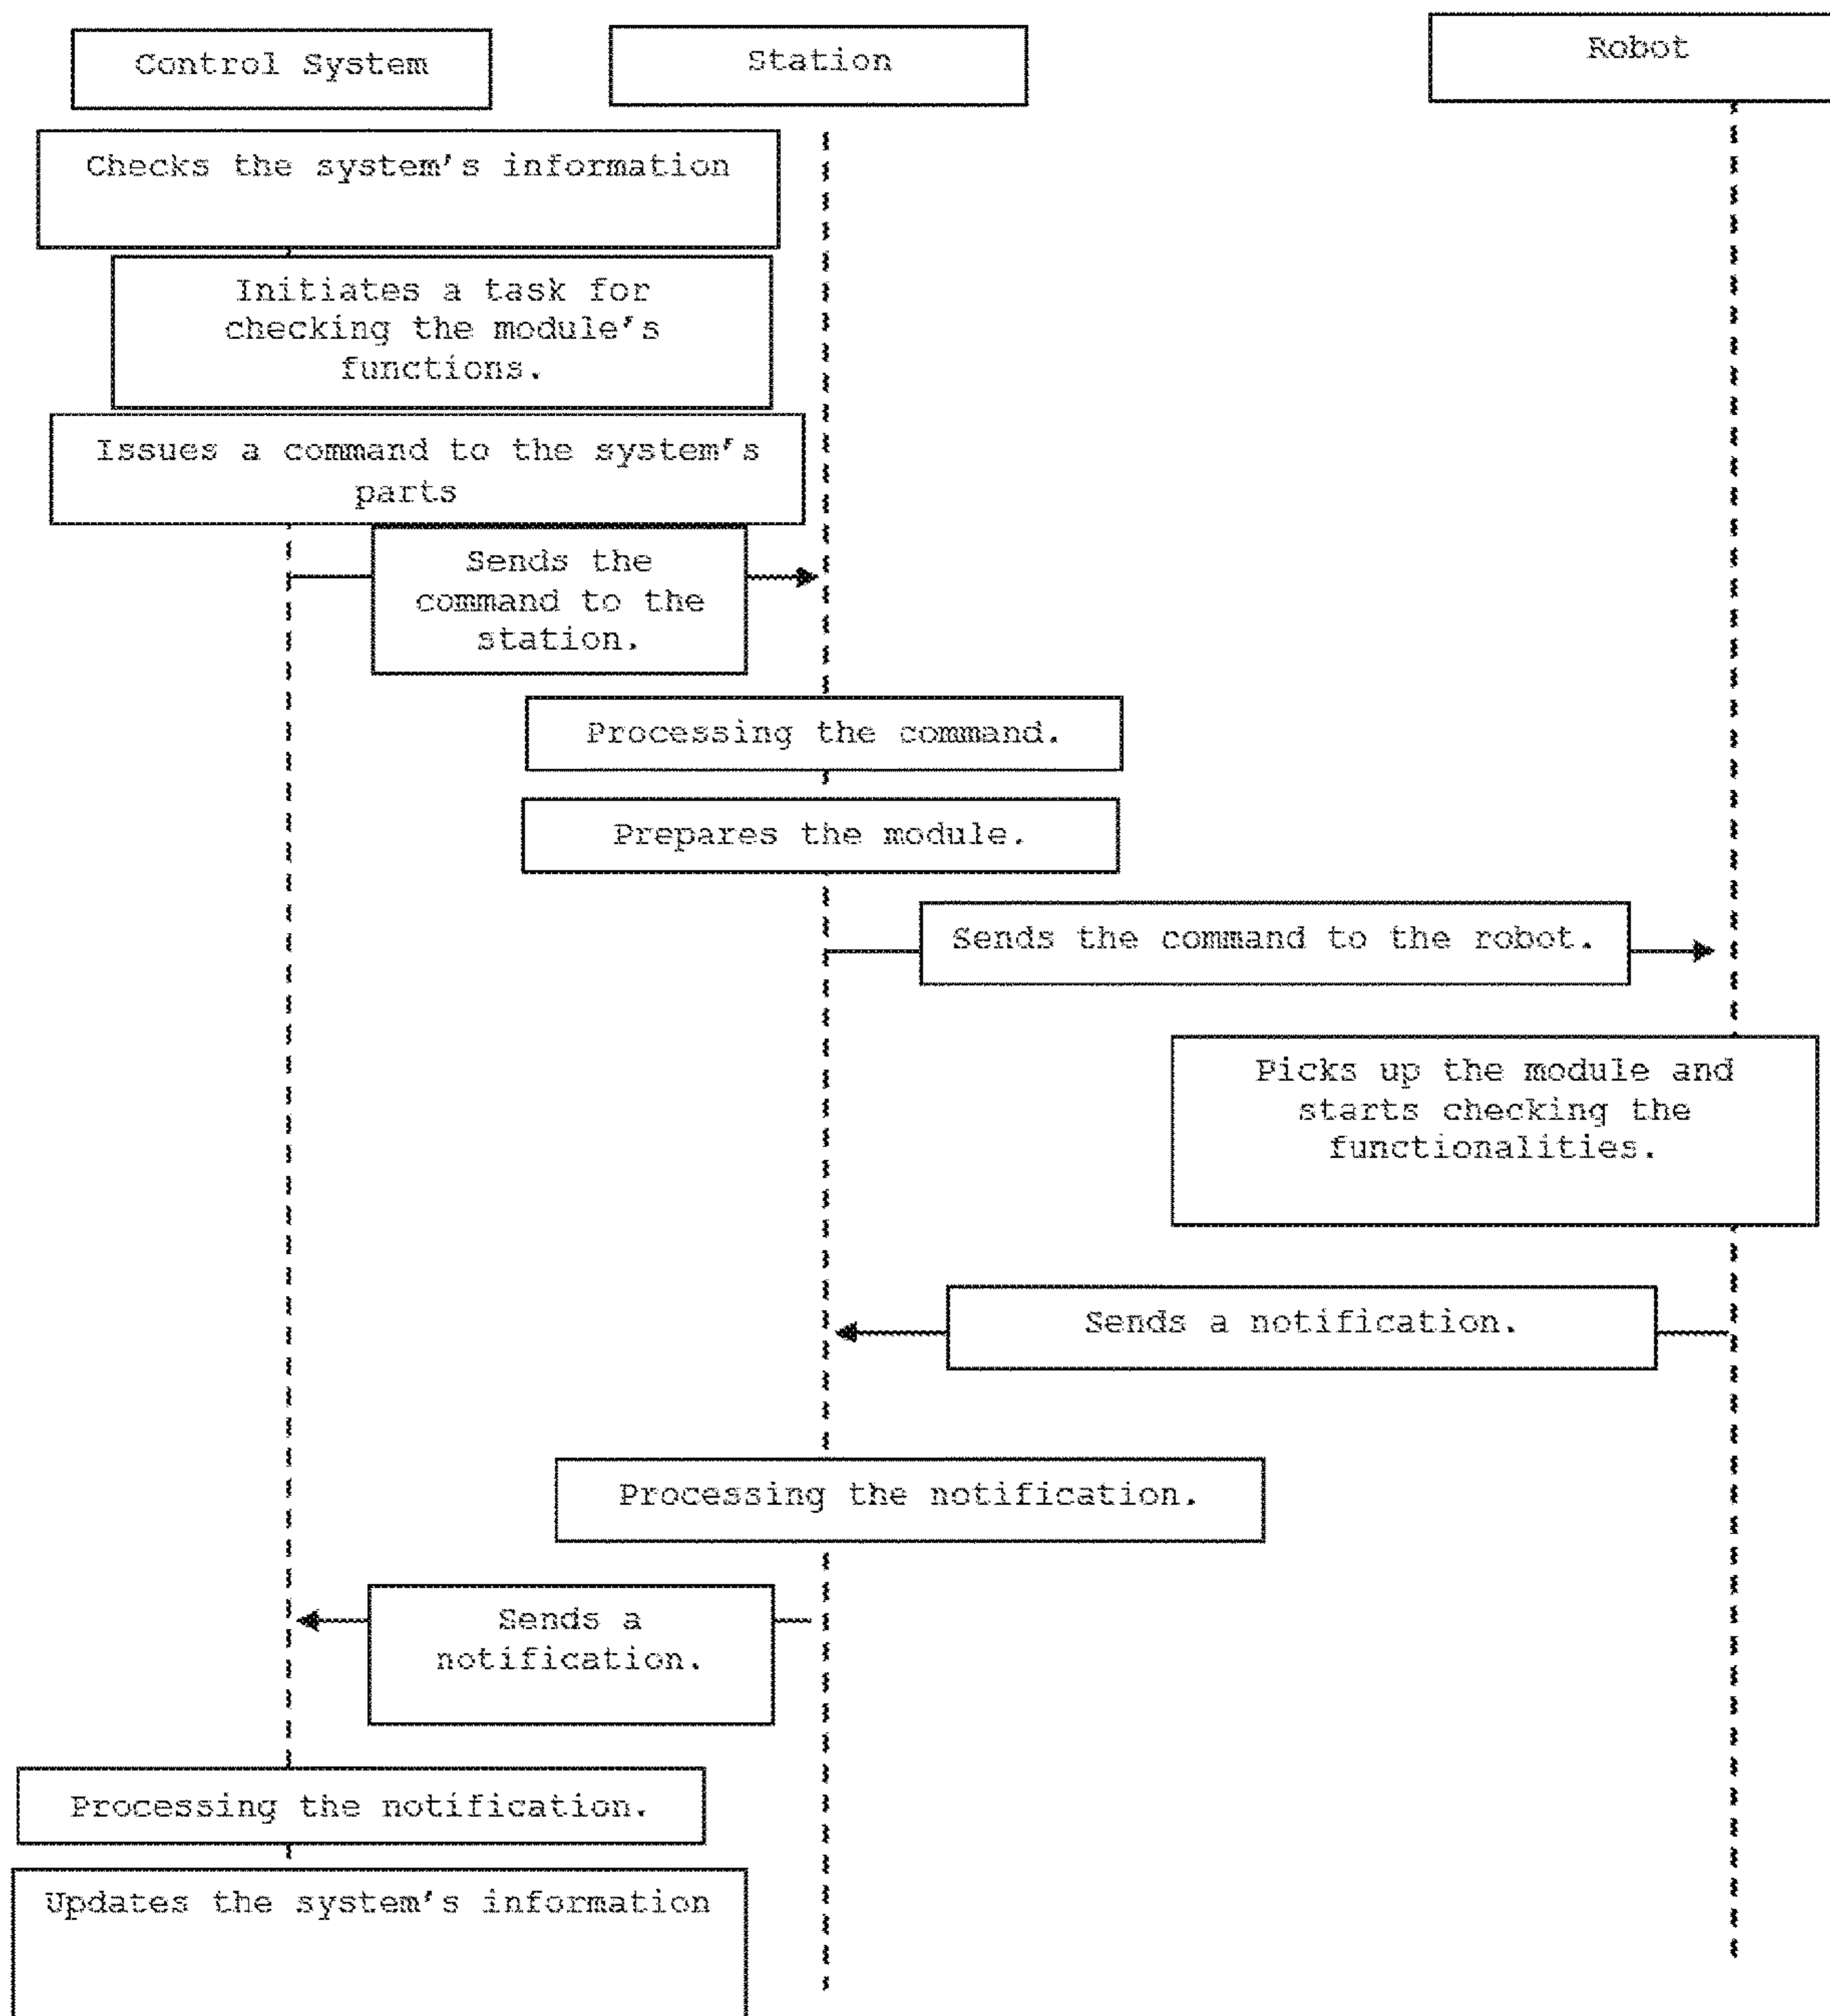 Control System
Station
Robot
Checks the system's information
Initiates a task for
checking the module's
functions.
Issues a command to the system's
parts
Sends the
command to the
station.
Processing the command.
Prepares the module.
Sends the command to the robot.
Picks up the module and
starts checking the
functionalities.
Sends a notification.
Processing the notification.
Sends a
notification.
Processing the notification.
Updates the system's information